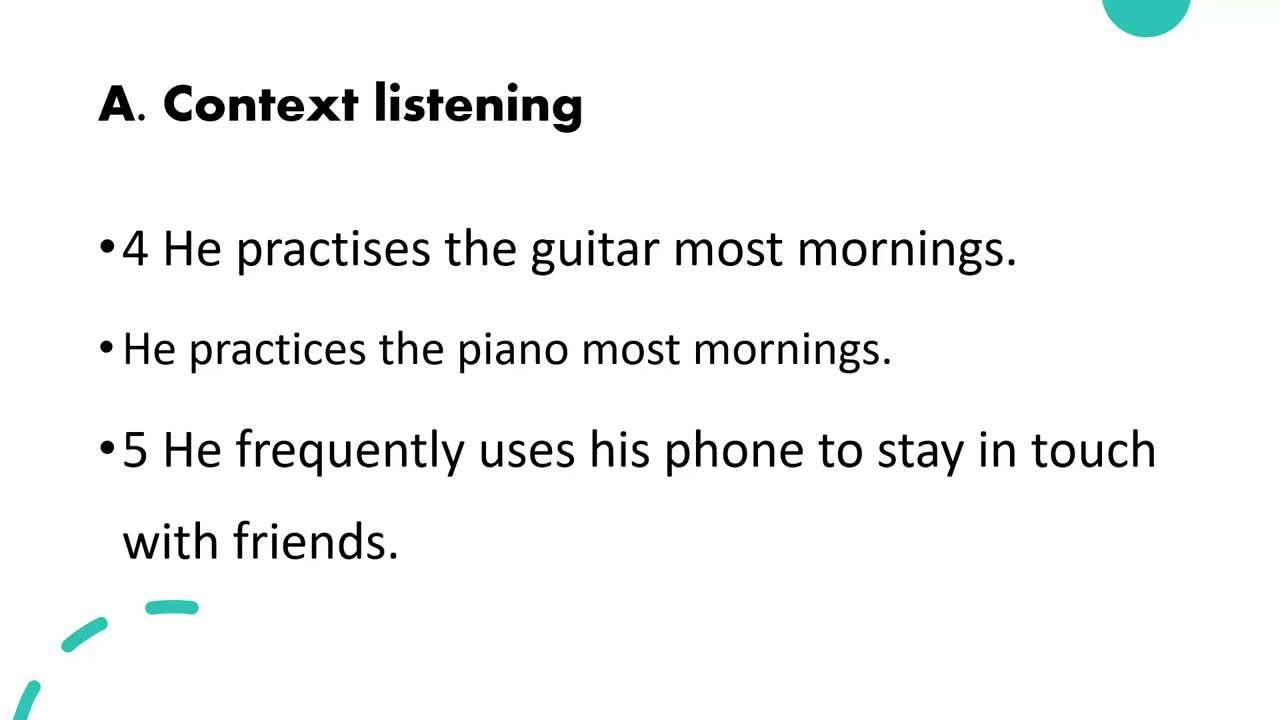 A. Context listening
•4 He practises the guitar most mornings.
•He practices the piano most mornings.
•5 He frequently uses his phone to stay in touch
with friends.